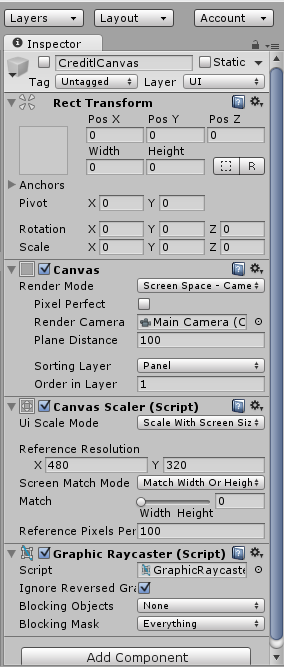 Layers Layout Account
Inspector
CreditlCanvas Static
Tag Untagged Layer UI
Rect Transform
Pos X Pos Y Pos Z
0 0 0
Width Height
0 0 R
Anchors
Pivot X 0 Y 0
Rotation X 0 Y 0 Z 0
Scale X 0 Y 0 Z 0
Canvas
Render Mode Screen Space - Came
Pixel Perfect
Render Camera Main Camera (C
Plane Distance 100
Sorting Layer Panel
Order in Layer 1
Canvas Scaler (Script)
Ui Scale Mode Scale With Screen Siz
Reference Resolution
X 480 Y 320
Screen Match Mode Match Width Or Heigh
Match 0
Width Height
Reference Pixels Per 100
Graphic Raycaster (Script)
Script GraphicRaycaste
Ignore Reversed Gra
Blocking Objects None
Blocking Mask Everything
Add Component